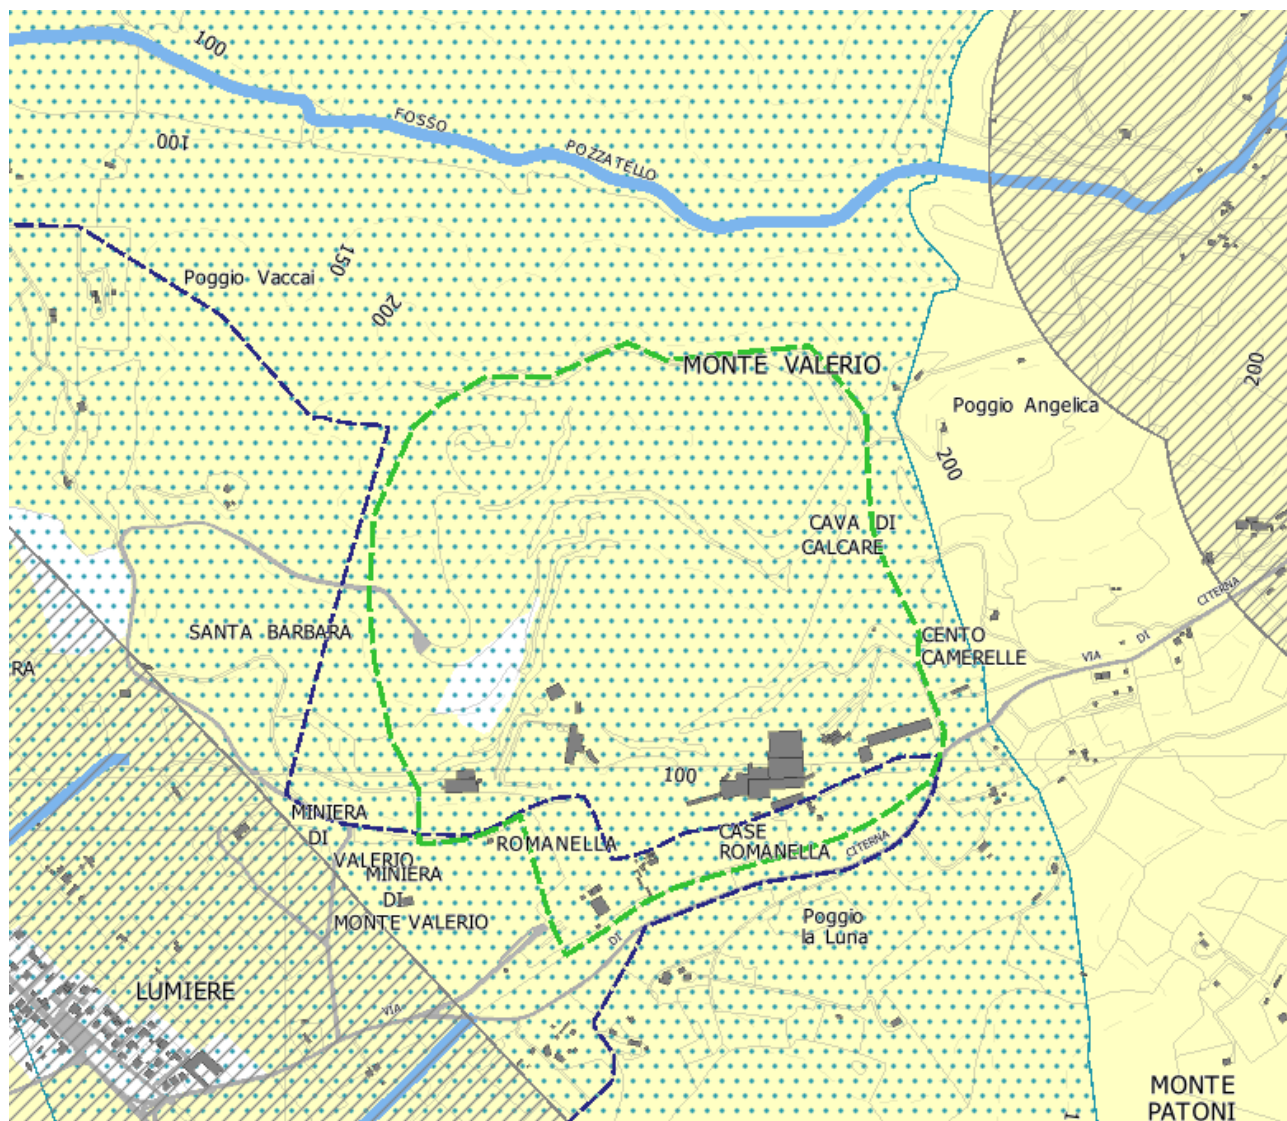 100
FOSSO
100
POZZATELLO
150
Poggio Vaccai
200
MONTE VALERIO
200
Poggio Angelica
200
CAVA DI
CALCARE
CITERNA
SANTA BARBARA
CENTO
CAMERELLE
DI
VIA
RA
100
MINIERA
DI
VALERIO
ROMANELLA
CASE
ROMANELLA
CITERNA
MINIERA
DI
MONTE VALERIO
Poggio
la Luna
DI
LUMIERE
VIA
MONTE
PATONI
1